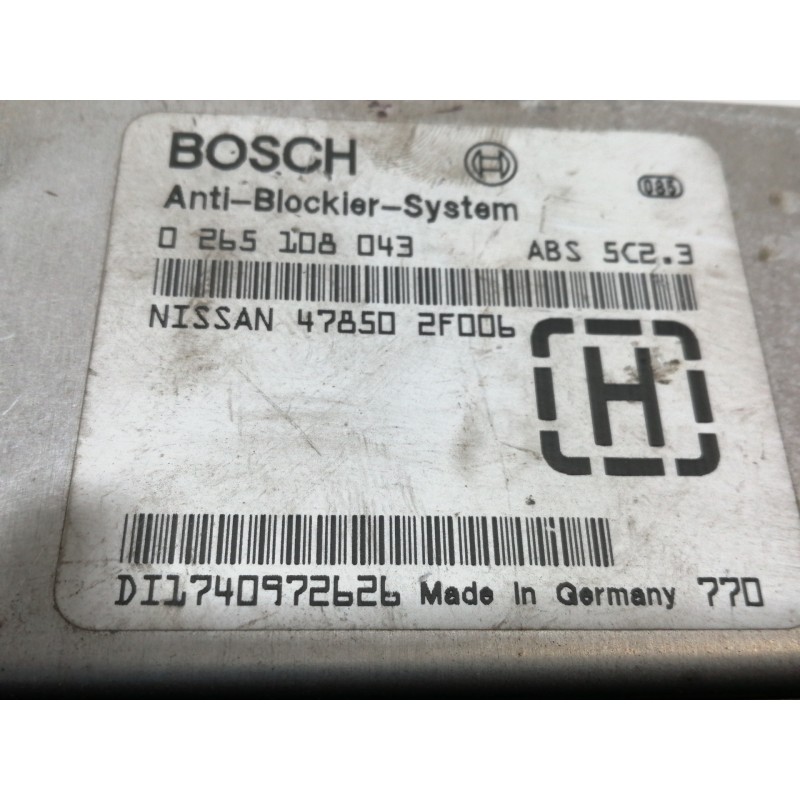 BOSCH
085
Anti-Blockier-System
0 265 108 043 ABS 5C2.3
NISSAN 47850 2F006
H
DI1740972626 Made in Germany 770